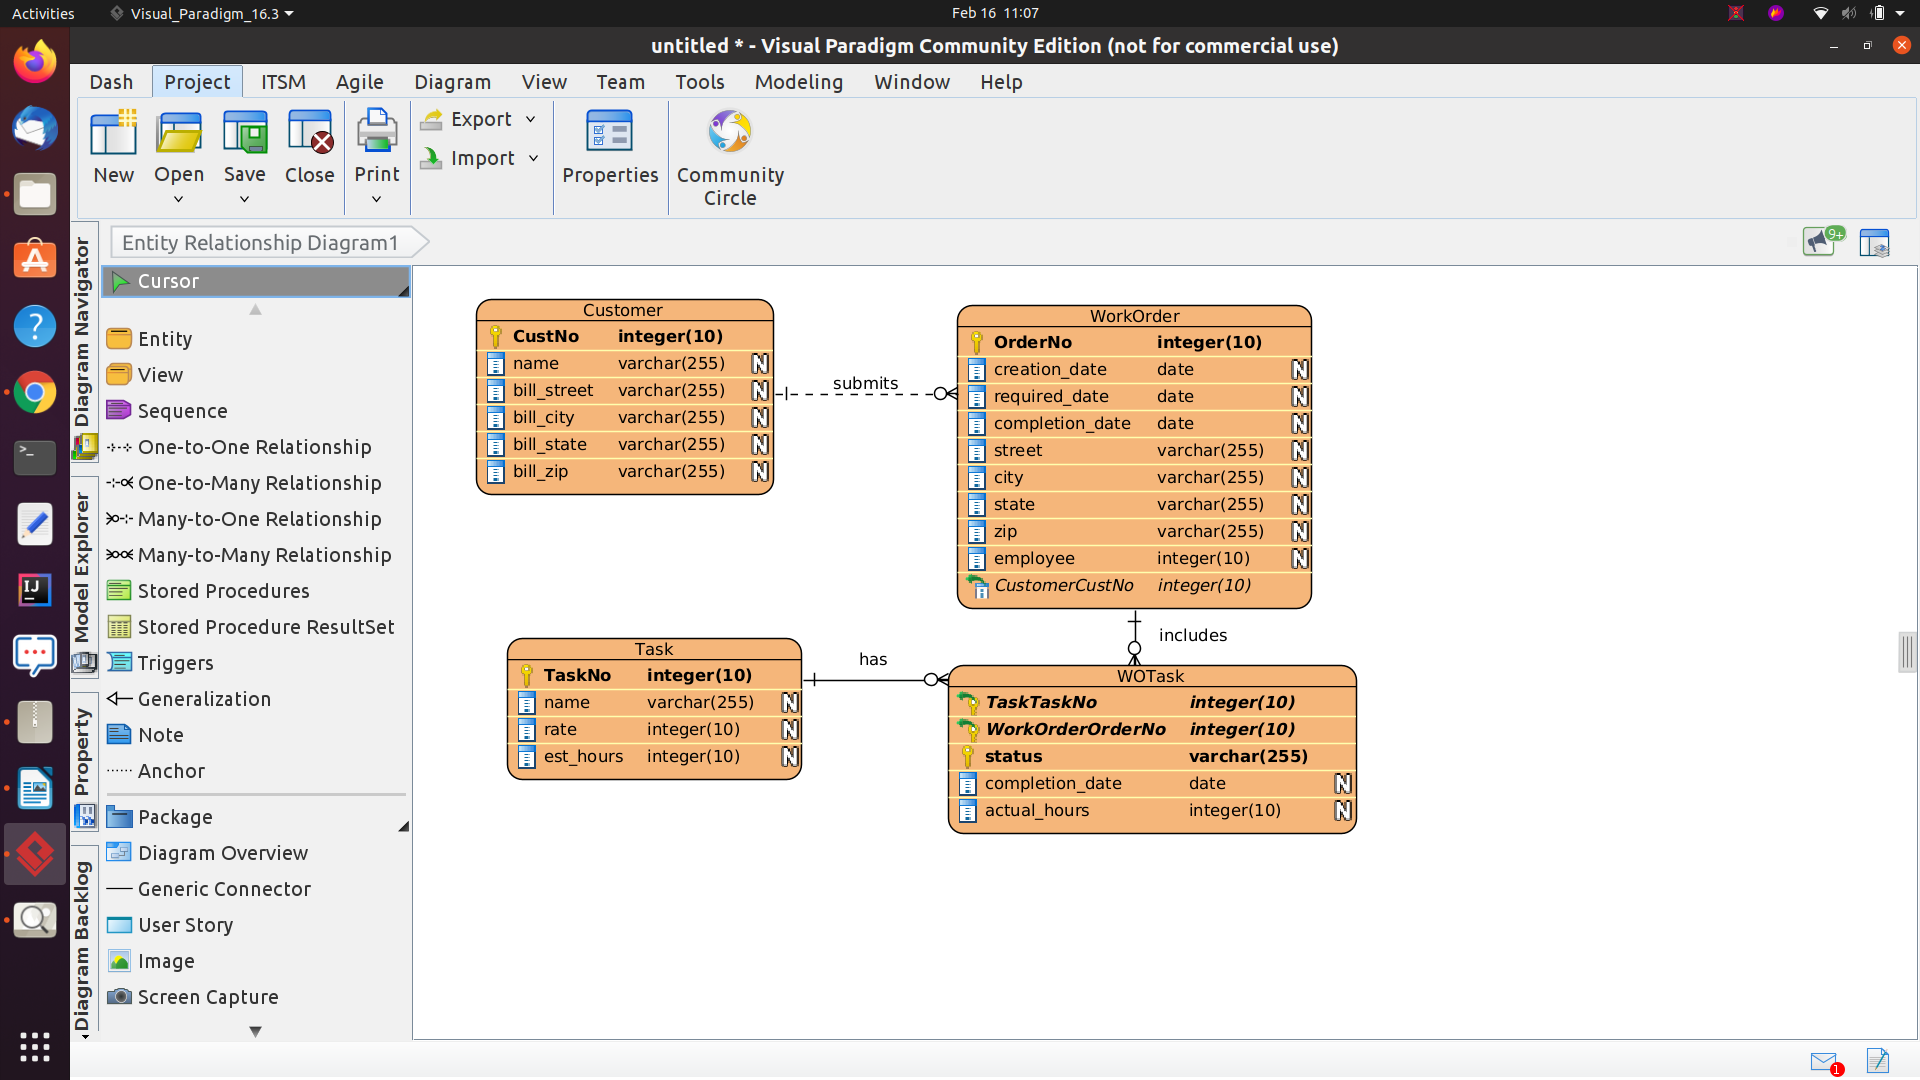 Activities
Visual_Paradigm_16.3
Feb 16 11:07
untitled * - Visual Paradigm Community Edition (not for commercial use)
Dash
Project
ITSM
Agile
Diagram
View
Team
Tools
Modeling
Window
Help
New
Open
Save
Close
Print
Export
Import
Properties
Community
Circle
Entity Relationship Diagram1
9+
Diagram Navigator
Model Explorer
Property
Diagram Backlog
Cursor
Entity
View
Sequence
One-to-One Relationship
One-to-Many Relationship
Many-to-One Relationship
Many-to-Many Relationship
Stored Procedures
Stored Procedure ResultSet
Triggers
Generalization
Note
Anchor
Package
Diagram Overview
Generic Connector
User Story
Image
Screen Capture
Customer
CustNo integer(10)
name varchar(255) N
bill_street varchar(255) N
bill_city varchar(255) N
bill_state varchar(255) N
bill_zip varchar(255) N
submits
WorkOrder
OrderNo integer(10)
creation_date date N
required_date date N
completion_date date N
street varchar(255) N
city varchar(255) N
state varchar(255) N
zip varchar(255) N
employee integer(10) N
CustomerCustNo integer(10)
includes
Task
TaskNo integer(10)
name varchar(255) N
rate integer(10) N
est_hours integer(10) N
has
WOTask
TaskTaskNo integer(10)
WorkOrderOrderNo integer(10)
status varchar(255)
completion_date date N
actual_hours integer(10) N
IJ
>_
?
1